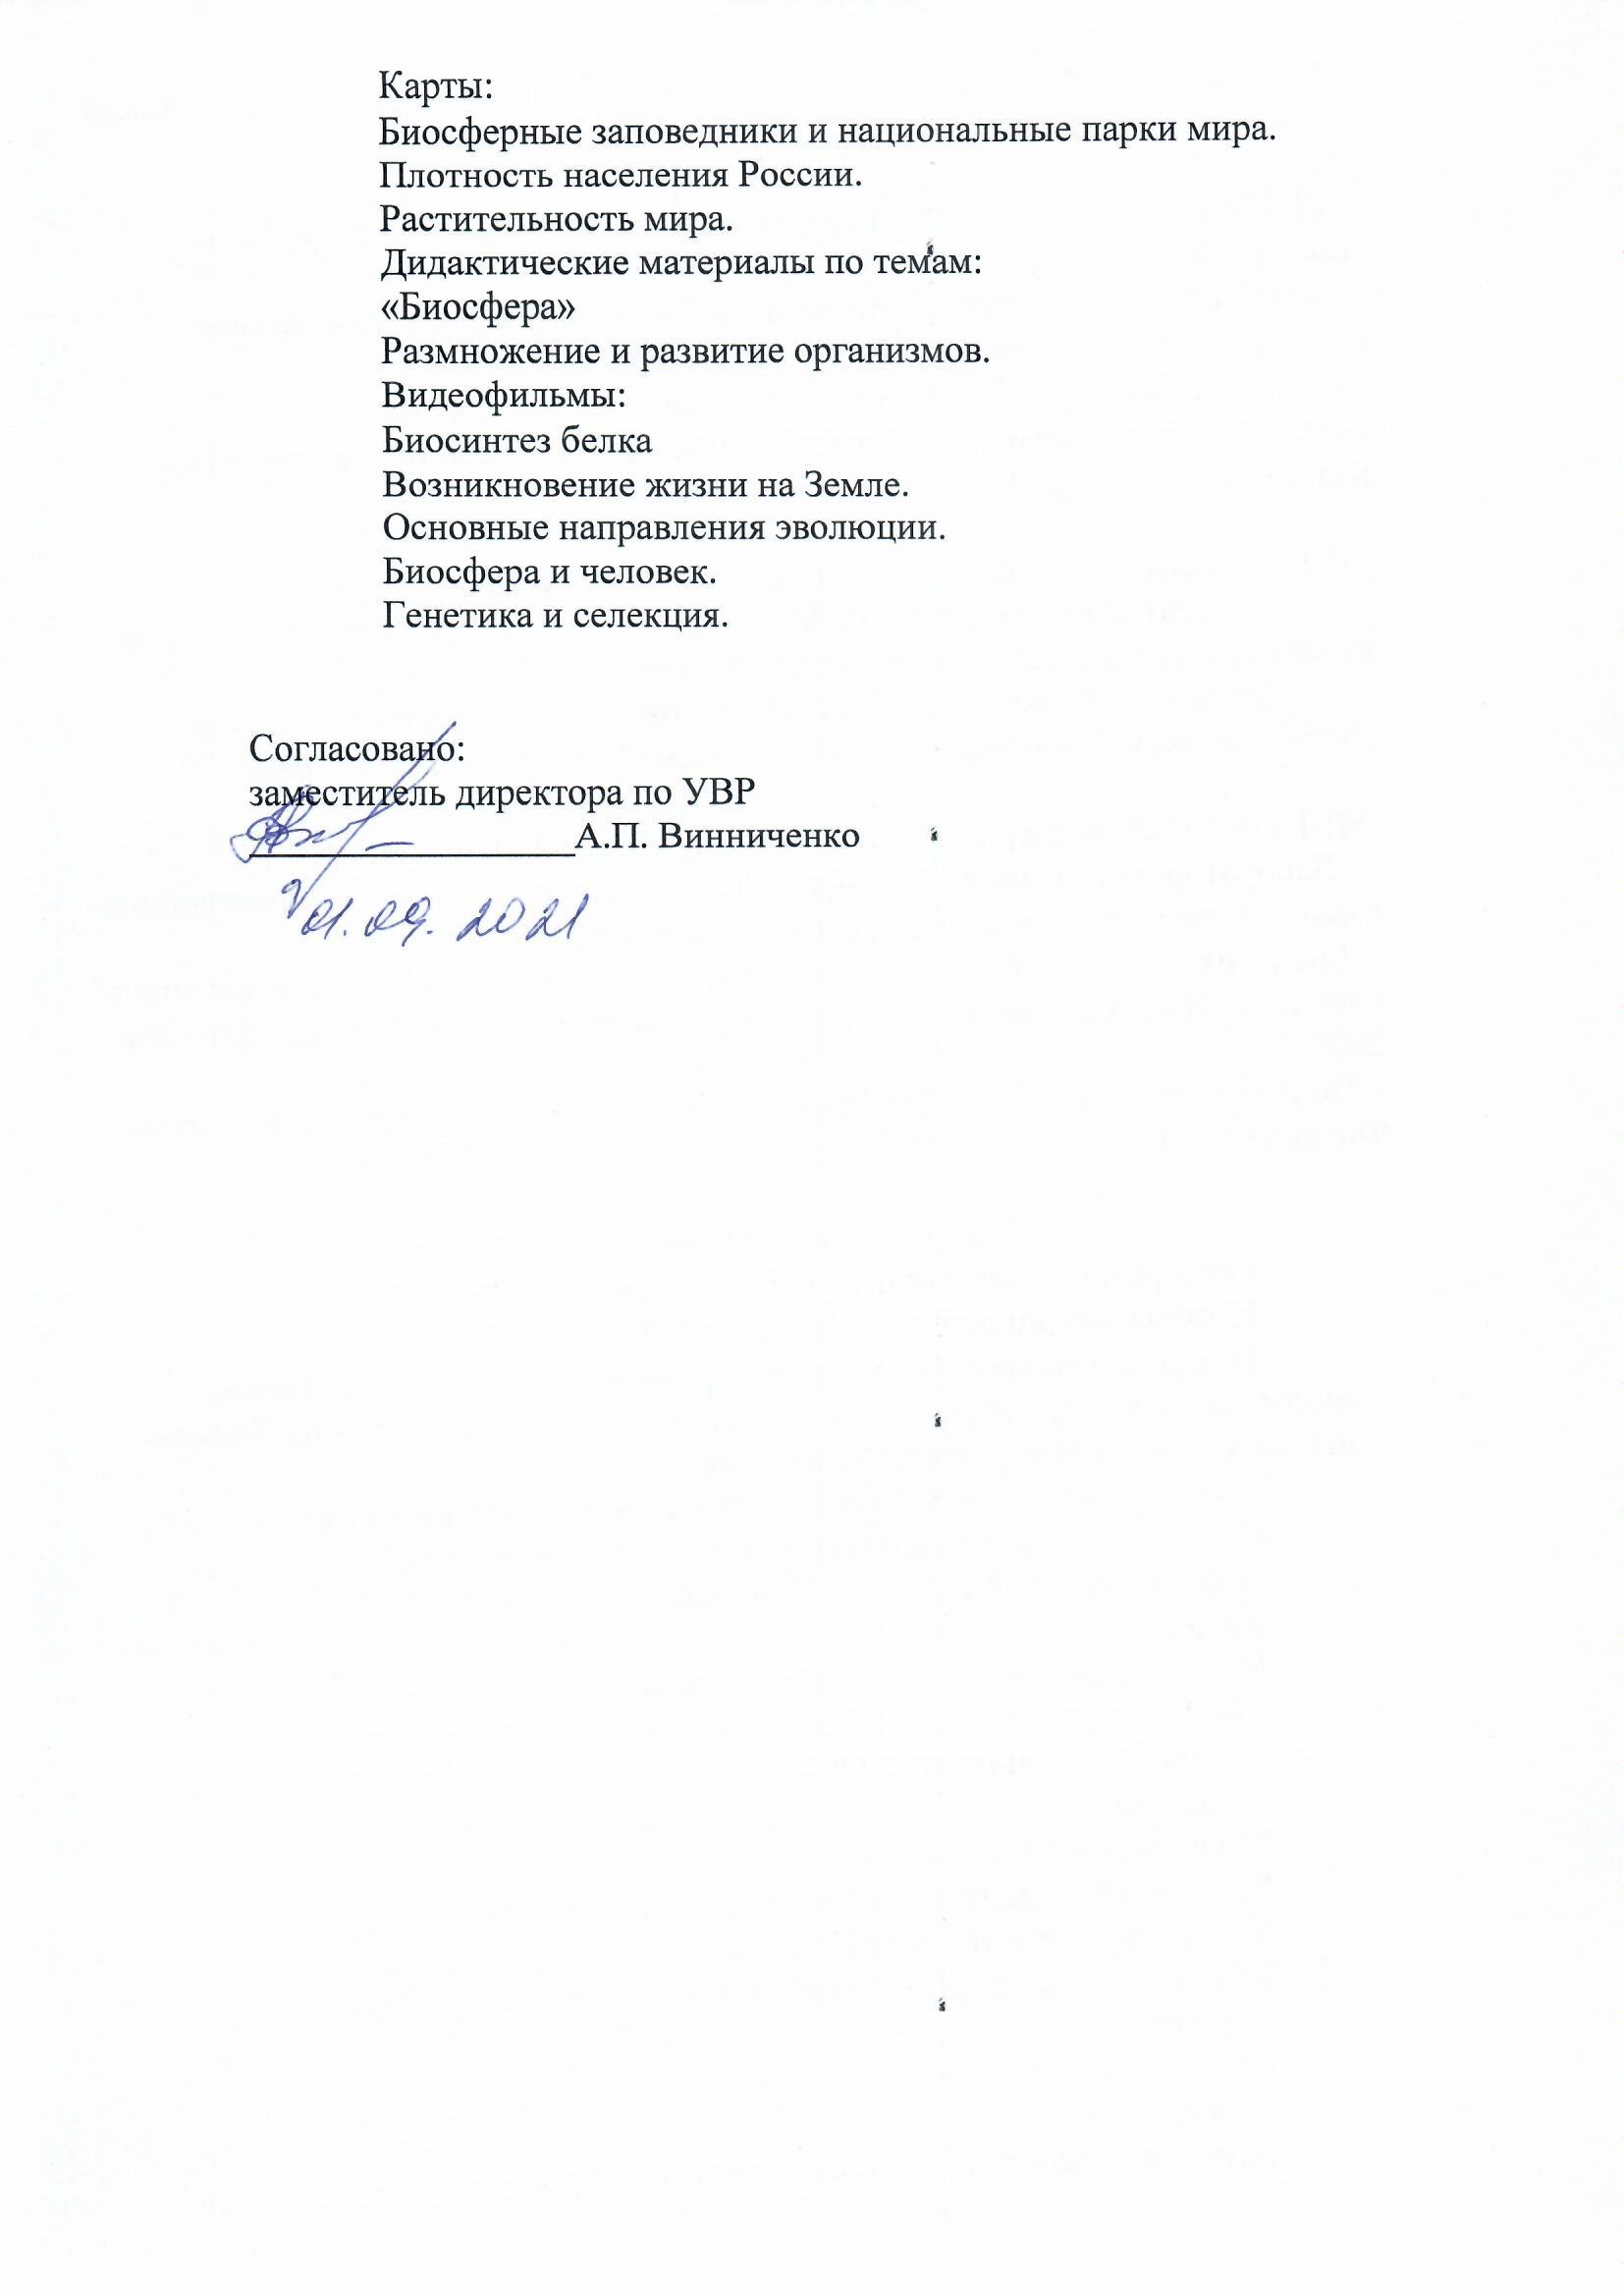 Карты:
Биосферные заповедники и национальные парки мира.
Плотность населения России.
Растительность мира.
Дидактические материалы по темам:
«Биосфера»
Размножение и развитие организмов.
Видеофильмы:
Биосинтез белка
Возникновение жизни на Земле.
Основные направления эволюции.
Биосфера и человек.
Генетика и селекция.
Согласовано:
заместитель директора по УВР
А.П. Винниченко
01.09.2021